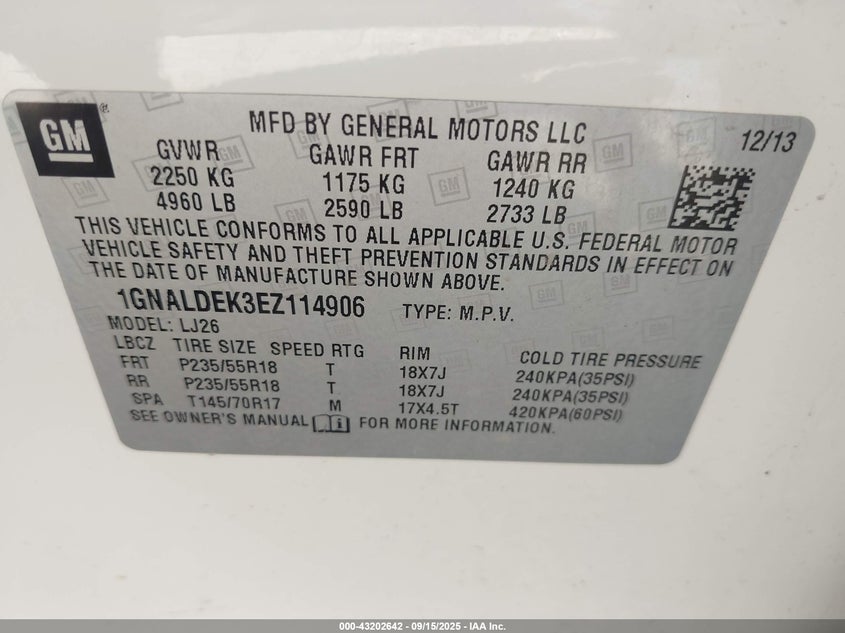 GM
MFD BY GENERAL MOTORS LLC 12/13
GVWR GAWR FRT GAWR RR
2250 KG 1175 KG 1240 KG
4960 LB 2590 LB 2733 LB
THIS VEHICLE CONFORMS TO ALL APPLICABLE U.S. FEDERAL MOTOR
VEHICLE SAFETY AND THEFT PREVENTION STANDARDS IN EFFECT ON
THE DATE OF MANUFACTURE SHOWN ABOVE.
1GNALDEK3EZ114906 TYPE: M.P.V.
MODEL: LJ26
LBCZ TIRE SIZE SPEED RTG RIM COLD TIRE PRESSURE
FRT P235/55R18 T 18X7J 240KPA(35PSI)
RR P235/55R18 T 18X7J 240KPA(35PSI)
SPA T145/70R17 M 17X4.5T 420KPA(60PSI)
SEE OWNER'S MANUAL FOR MORE INFORMATION.
000-43202642 - 09/15/2025 - IAA Inc.